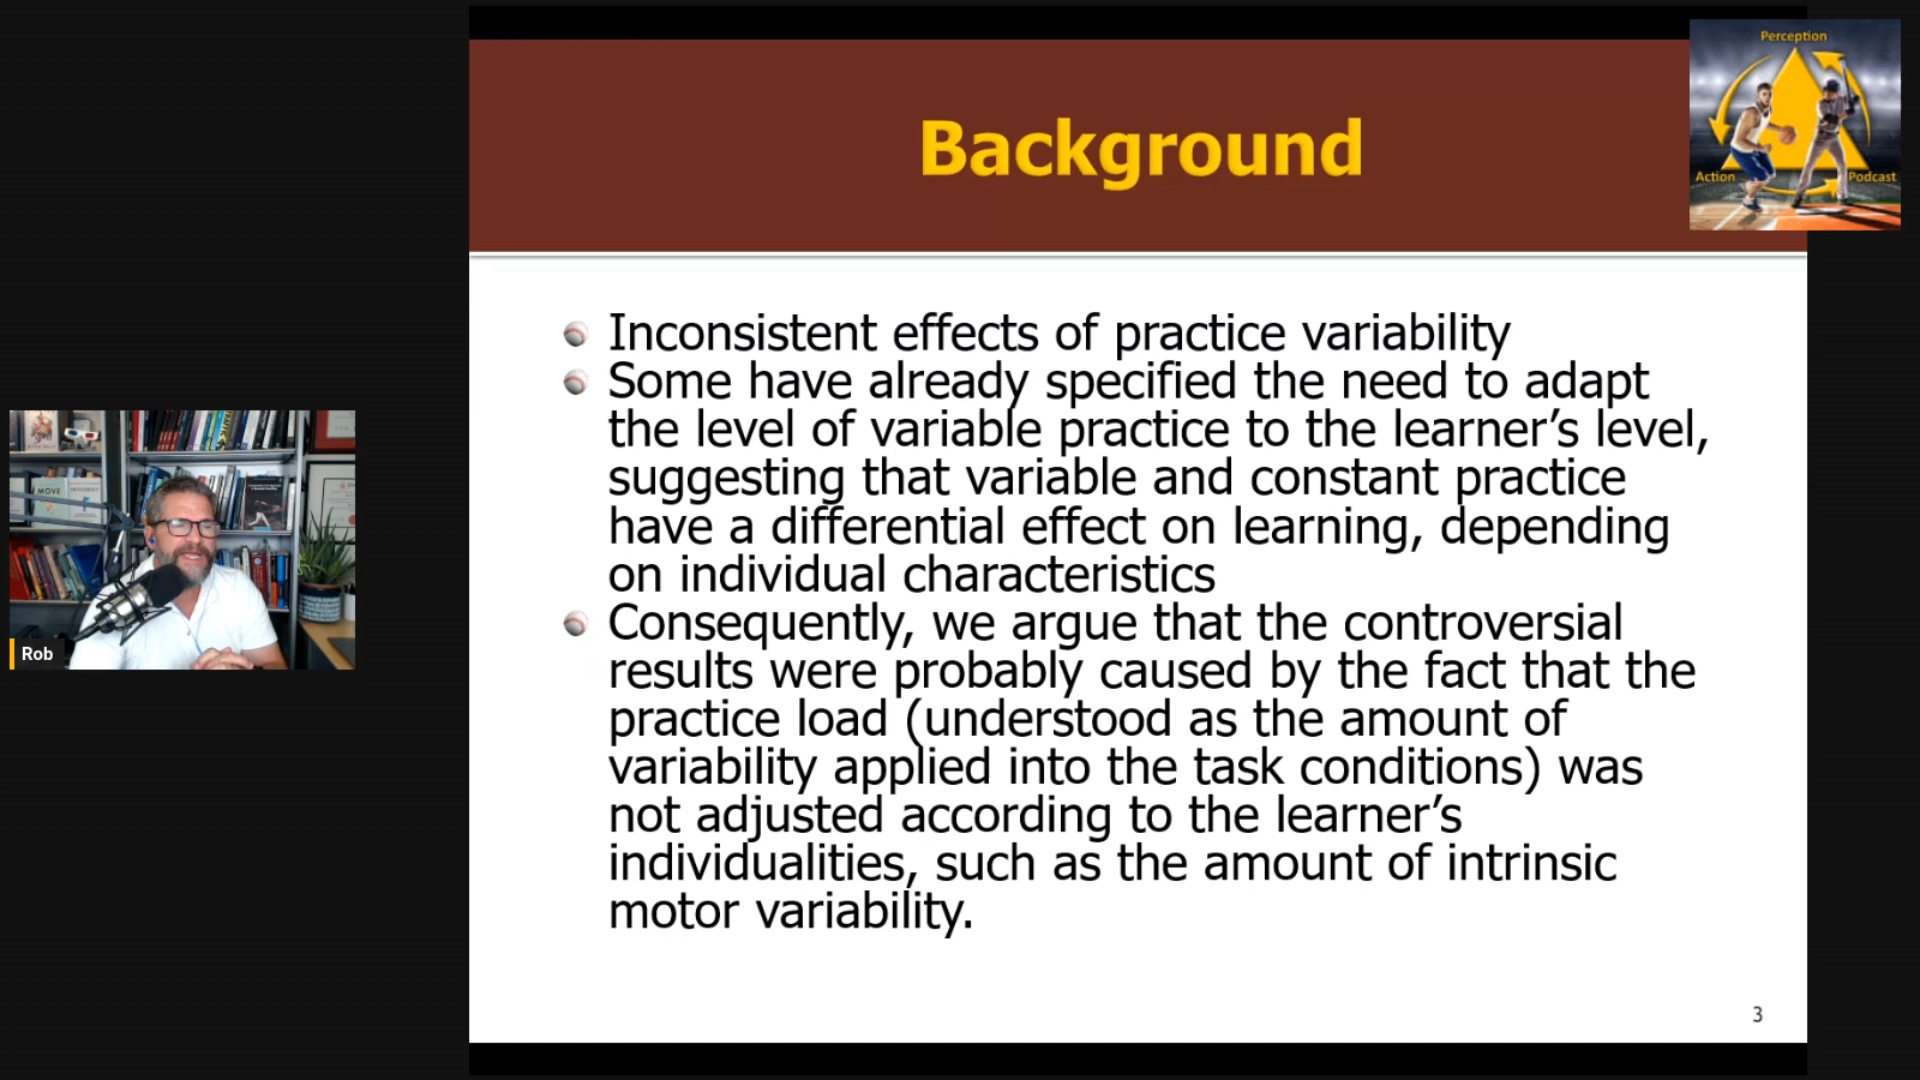 Background
Perception
Action
Podcast
Inconsistent effects of practice variability
Some have already specified the need to adapt
the level of variable practice to the learner’s level,
suggesting that variable and constant practice
have a differential effect on learning, depending
on individual characteristics
Consequently, we argue that the controversial
results were probably caused by the fact that the
practice load (understood as the amount of
variability applied into the task conditions) was
not adjusted according to the learner’s
individualities, such as the amount of intrinsic
motor variability.
3
MOVE
Rob